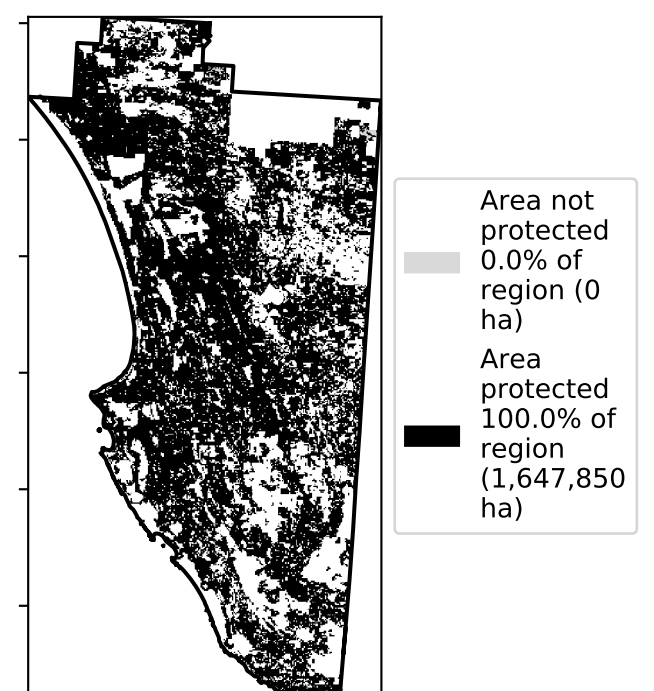 Area not
protected
0.0% of
region (0
ha)
Area
protected
100.0% of
region
(1,647,850
ha)